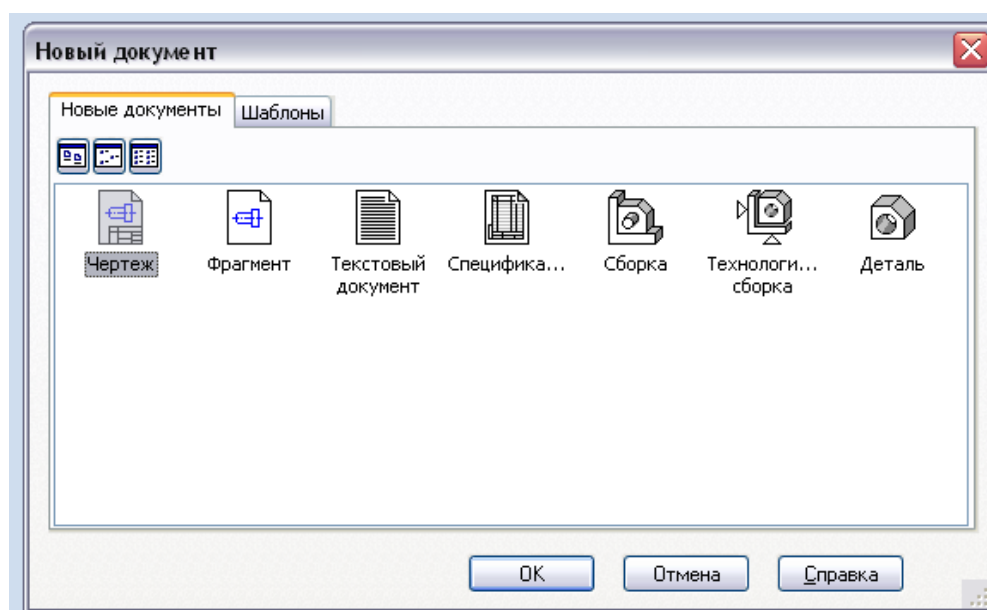 Новый документ
Новые документы Шаблоны
Чертеж Фрагмент Текстовый документ Специфика... Сборка Технологи... сборка Деталь
OK Отмена Справка